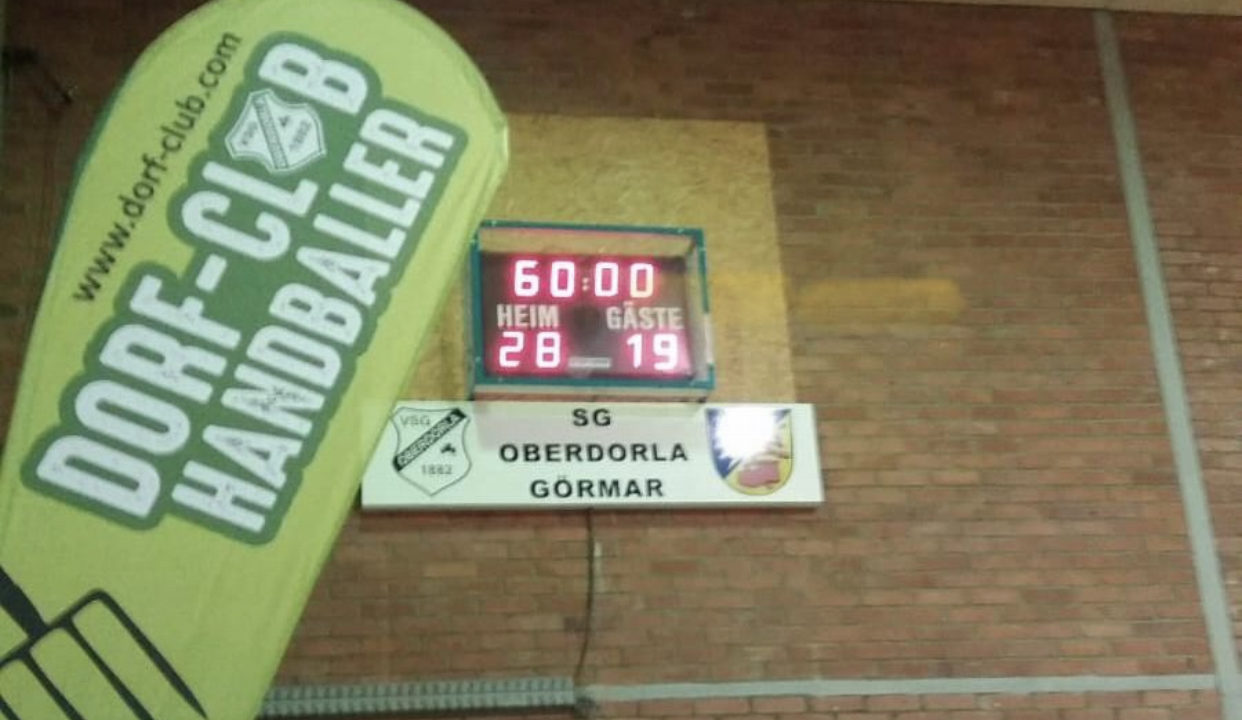 www.dorf-club.com
DORF-CLUB
HANDBALLER
60:00
HEIM GÄSTE
28 19
VSG
OBERDORLA
1882
SG
OBERDORLA
GÖRMAR